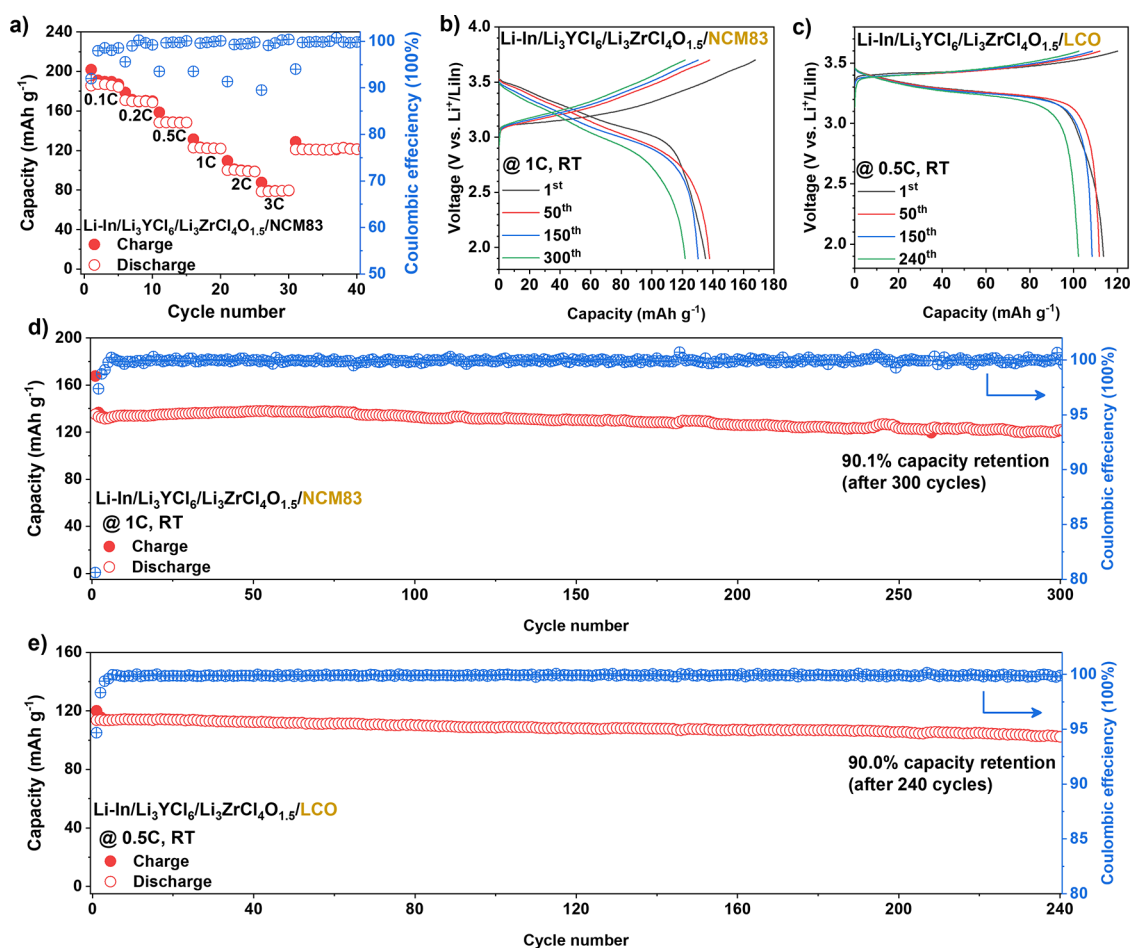 a)
240
200
160
120
80
40
0
Capacity (mAh g⁻¹)
0.1C
0.2C
0.5C
1C
2C
3C
Li-In/Li₃YCl₆/Li₃ZrCl₄O₁.₅/NCM83
Charge
Discharge
0 10 20 30 40
Cycle number
100
90
80
70
60
50
Coulombic effeciency (100%)
b)
Li-In/Li₃YCl₆/Li₃ZrCl₄O₁.₅/NCM83
4.0
3.5
3.0
2.5
2.0
Voltage (V vs. Li⁺/LiIn)
@ 1C, RT
1ˢᵗ
50ᵗʰ
150ᵗʰ
300ᵗʰ
0 20 40 60 80 100 120 140 160 180
Capacity (mAh g⁻¹)
c)
Li-In/Li₃YCl₆/Li₃ZrCl₄O₁.₅/LCO
3.5
3.0
2.5
2.0
Voltage (V vs. Li⁺/LiIn)
@ 0.5C, RT
1ˢᵗ
50ᵗʰ
150ᵗʰ
240ᵗʰ
0 20 40 60 80 100 120
Capacity (mAh g⁻¹)
d)
200
160
120
80
40
0
Capacity (mAh g⁻¹)
90.1% capacity retention
(after 300 cycles)
Li-In/Li₃YCl₆/Li₃ZrCl₄O₁.₅/NCM83
@ 1C, RT
Charge
Discharge
0 50 100 150 200 250 300
Cycle number
100
95
90
85
80
Coulombic effeciency (100%)
e)
160
120
80
40
0
Capacity (mAh g⁻¹)
90.0% capacity retention
(after 240 cycles)
Li-In/Li₃YCl₆/Li₃ZrCl₄O₁.₅/LCO
@ 0.5C, RT
Charge
Discharge
0 40 80 120 160 200 240
Cycle number
100
95
90
85
80
Coulombic effeciency (100%)